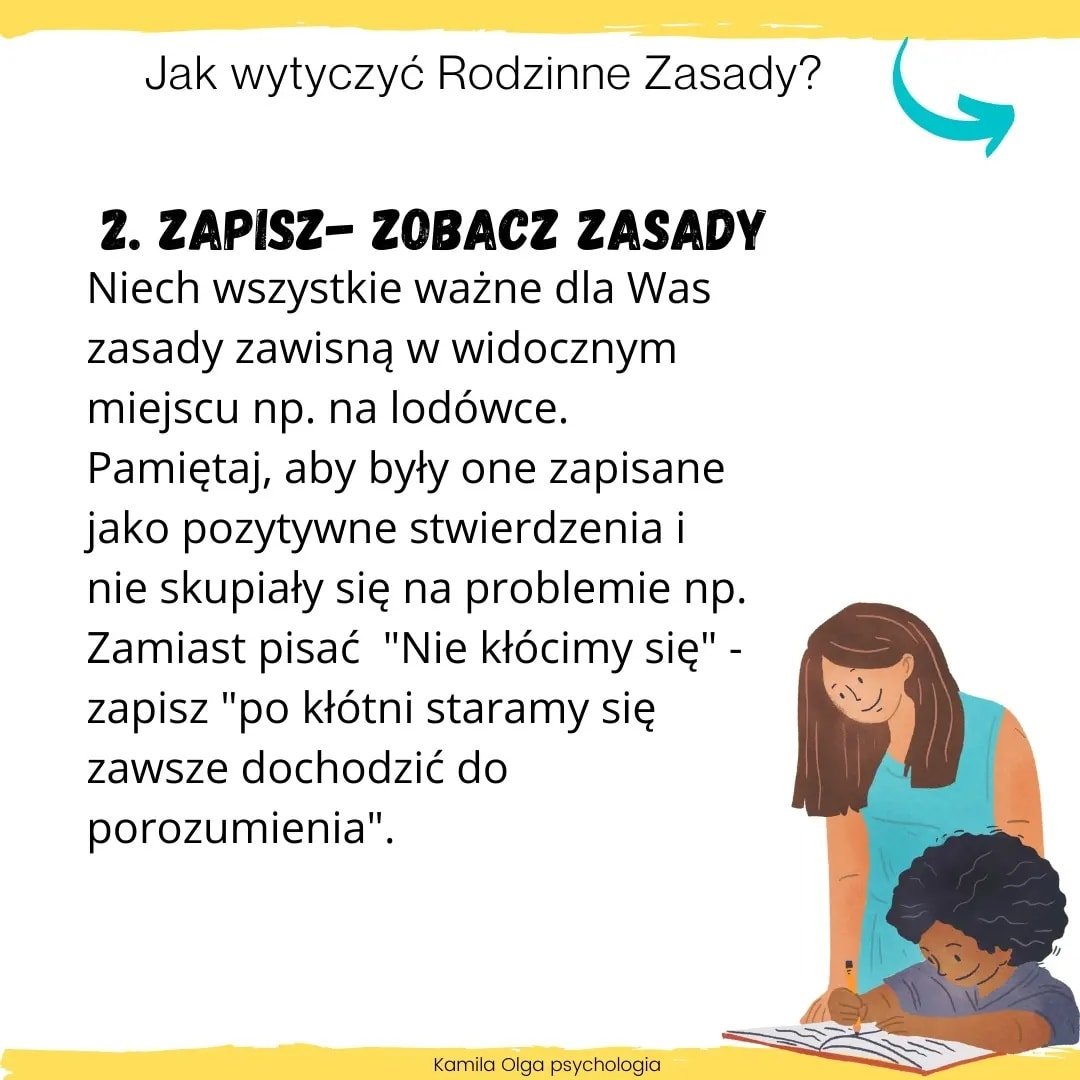 Jak wytyczyć Rodzinne Zasady?
2. ZAPISZ- ZOBACZ ZASADY
Niech wszystkie ważne dla Was
zasady zawisną w widocznym
miejscu np. na lodówce.
Pamiętaj, aby były one zapisane
jako pozytywne stwierdzenia i
nie skupiały się na problemie np.
Zamiast pisać  "Nie kłócimy się" -
zapisz "po kłótni staramy się
zawsze dochodzić do
porozumienia".
Kamila Olga psychologia